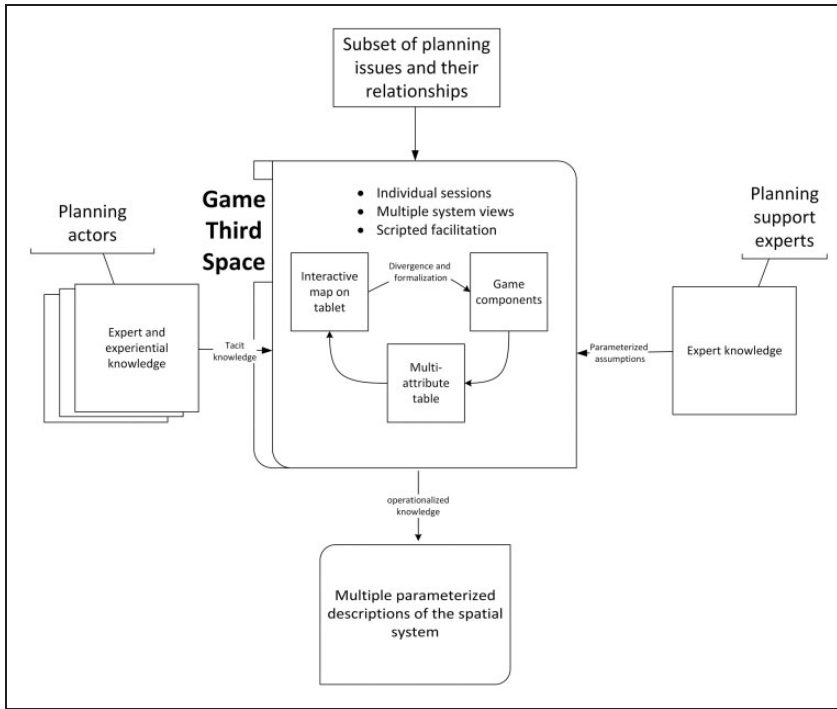 Subset of planning
issues and their
relationships
Game
Third
Space
Individual sessions
Multiple system views
Scripted facilitation
Planning
actors
Planning
support
experts
Interactive
map on
tablet
Divergence and
formalization
Game
components
Expert and
experiential
knowledge
Tacit
knowledge
Multi-
attribute
table
Parameterized
assumptions
Expert knowledge
operationalized
knowledge
Multiple parameterized
descriptions of the spatial
system